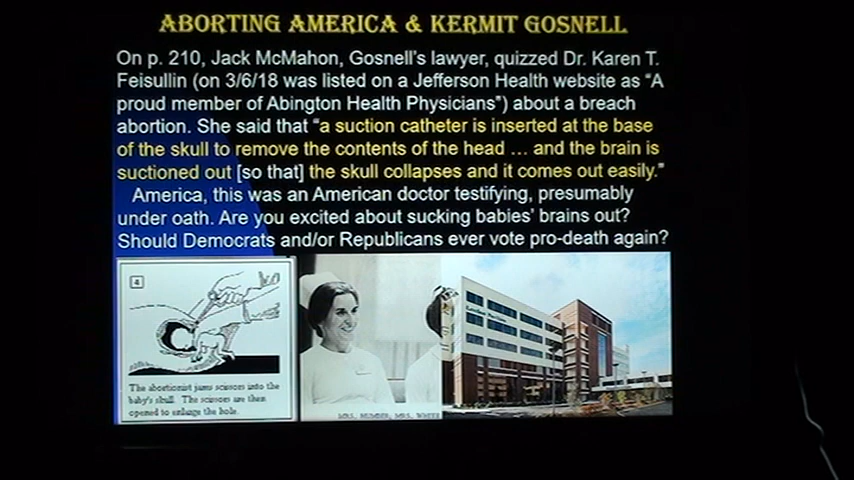 ABORTING AMERICA & KERMIT GOSNELL
On p. 210, Jack McMahon, Gosnell's lawyer, quizzed Dr. Karen T.
Feisullin (on 3/6/18 was listed on a Jefferson Health website as "A
proud member of Abington Health Physicians") about a breach
abortion. She said that "a suction catheter is inserted at the base
of the skull to remove the contents of the head … and the brain is
suctioned out [so that] the skull collapses and it comes out easily."
America, this was an American doctor testifying, presumably
under oath. Are you excited about sucking babies' brains out?
Should Democrats and/or Republicans ever vote pro-death again?
4
The abortionist jams scissors into the
baby's skull. The scissors are then
opened to enlarge the hole.
MRS. MRS. WHITE